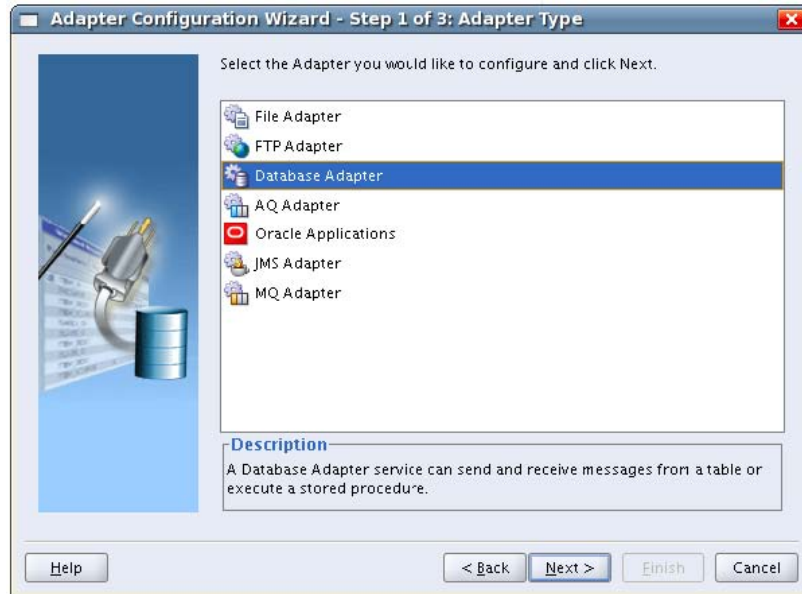 Adapter Configuration Wizard - Step 1 of 3: Adapter Type
Select the Adapter you would like to configure and click Next.
File Adapter
FTP Adapter
Database Adapter
AQ Adapter
Oracle Applications
JMS Adapter
MQ Adapter
Description
A Database Adapter service can send and receive messages from a table or
execute a stored procedure.
Help
< Back
Next >
Finish
Cancel